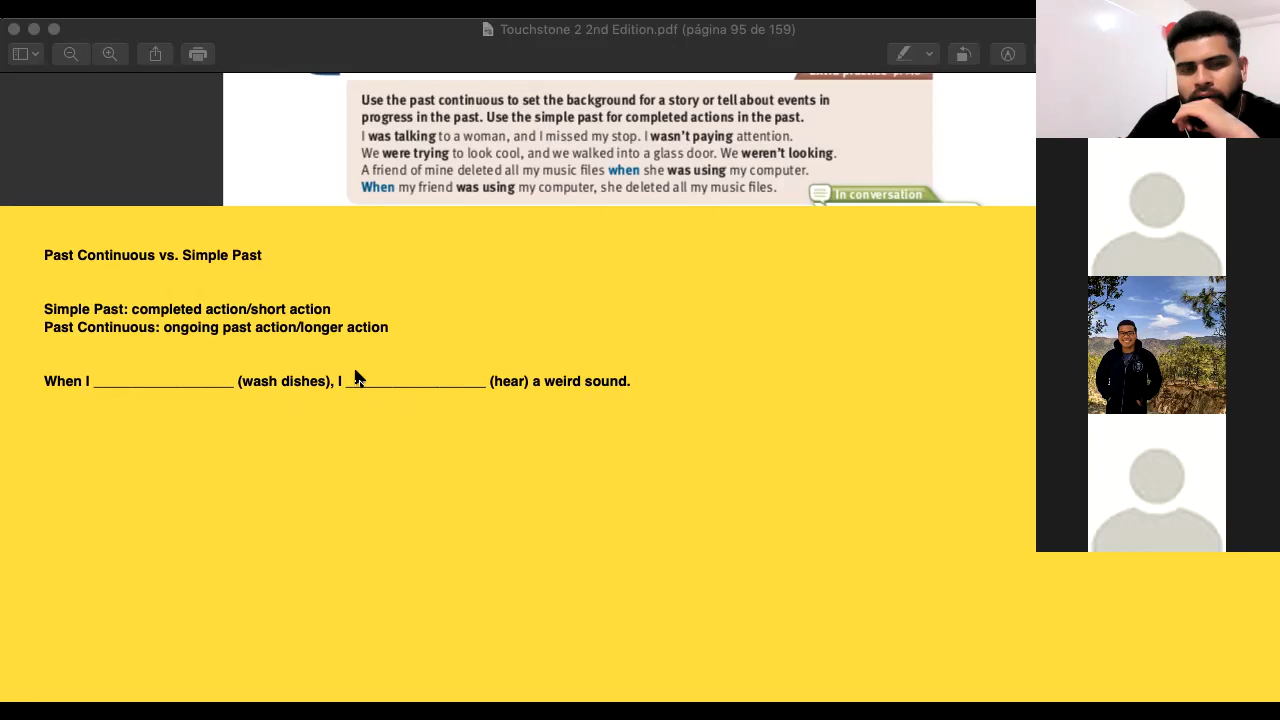 Touchstone 2 2nd Edition.pdf (página 95 de 159)
Use the past continuous to set the background for a story or tell about events in
progress in the past. Use the simple past for completed actions in the past.
I was talking to a woman, and I missed my stop. I wasn't paying attention.
We were trying to look cool, and we walked into a glass door. We weren't looking.
A friend of mine deleted all my music files when she was using my computer.
When my friend was using my computer, she deleted all my music files.
In conversation
Past Continuous vs. Simple Past
Simple Past: completed action/short action
Past Continuous: ongoing past action/longer action
When I __________________ (wash dishes), I __________________ (hear) a weird sound.